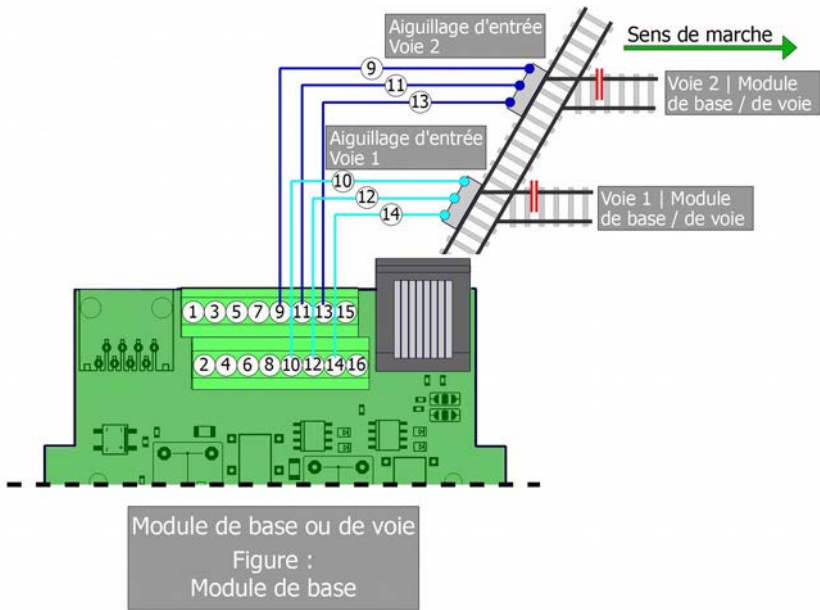 Aiguillage d'entrée
Voie 2
Sens de marche
9
11
13
Voie 2 | Module
de base / de voie
Aiguillage d'entrée
Voie 1
10
12
14
Voie 1 | Module
de base / de voie
1 3 5 7 9 11 13 15
2 4 6 8 10 12 14 16
Module de base ou de voie
Figure :
Module de base